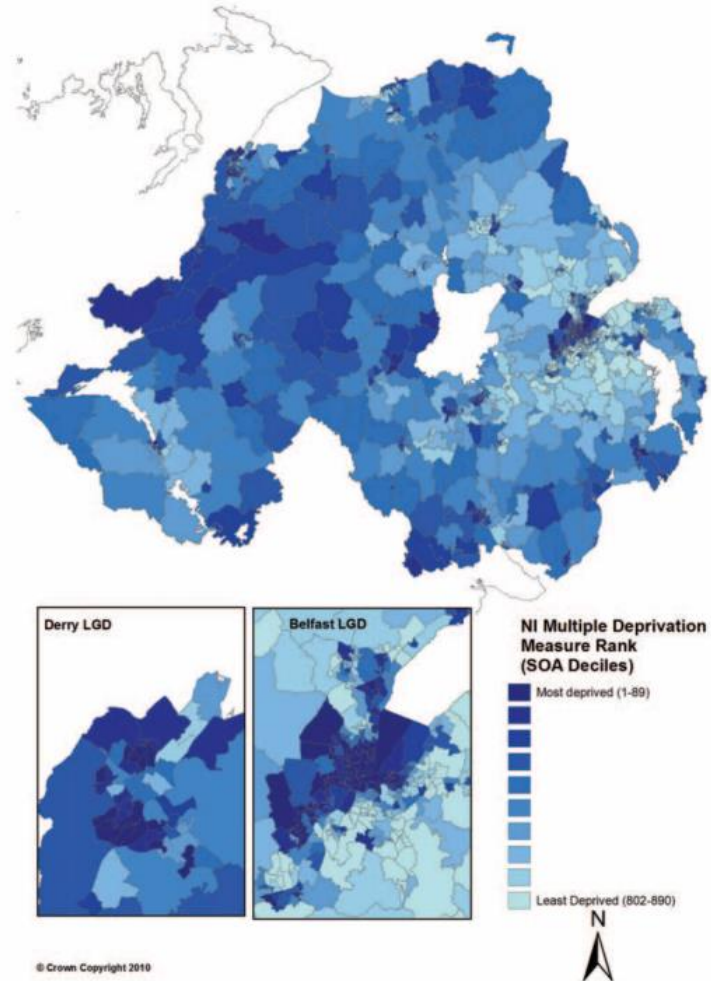 Derry LGD
Belfast LGD
NI Multiple Deprivation
Measure Rank
(SOA Deciles)
Most deprived (1-89)
Least Deprived (802-890)
N
© Crown Copyright 2010